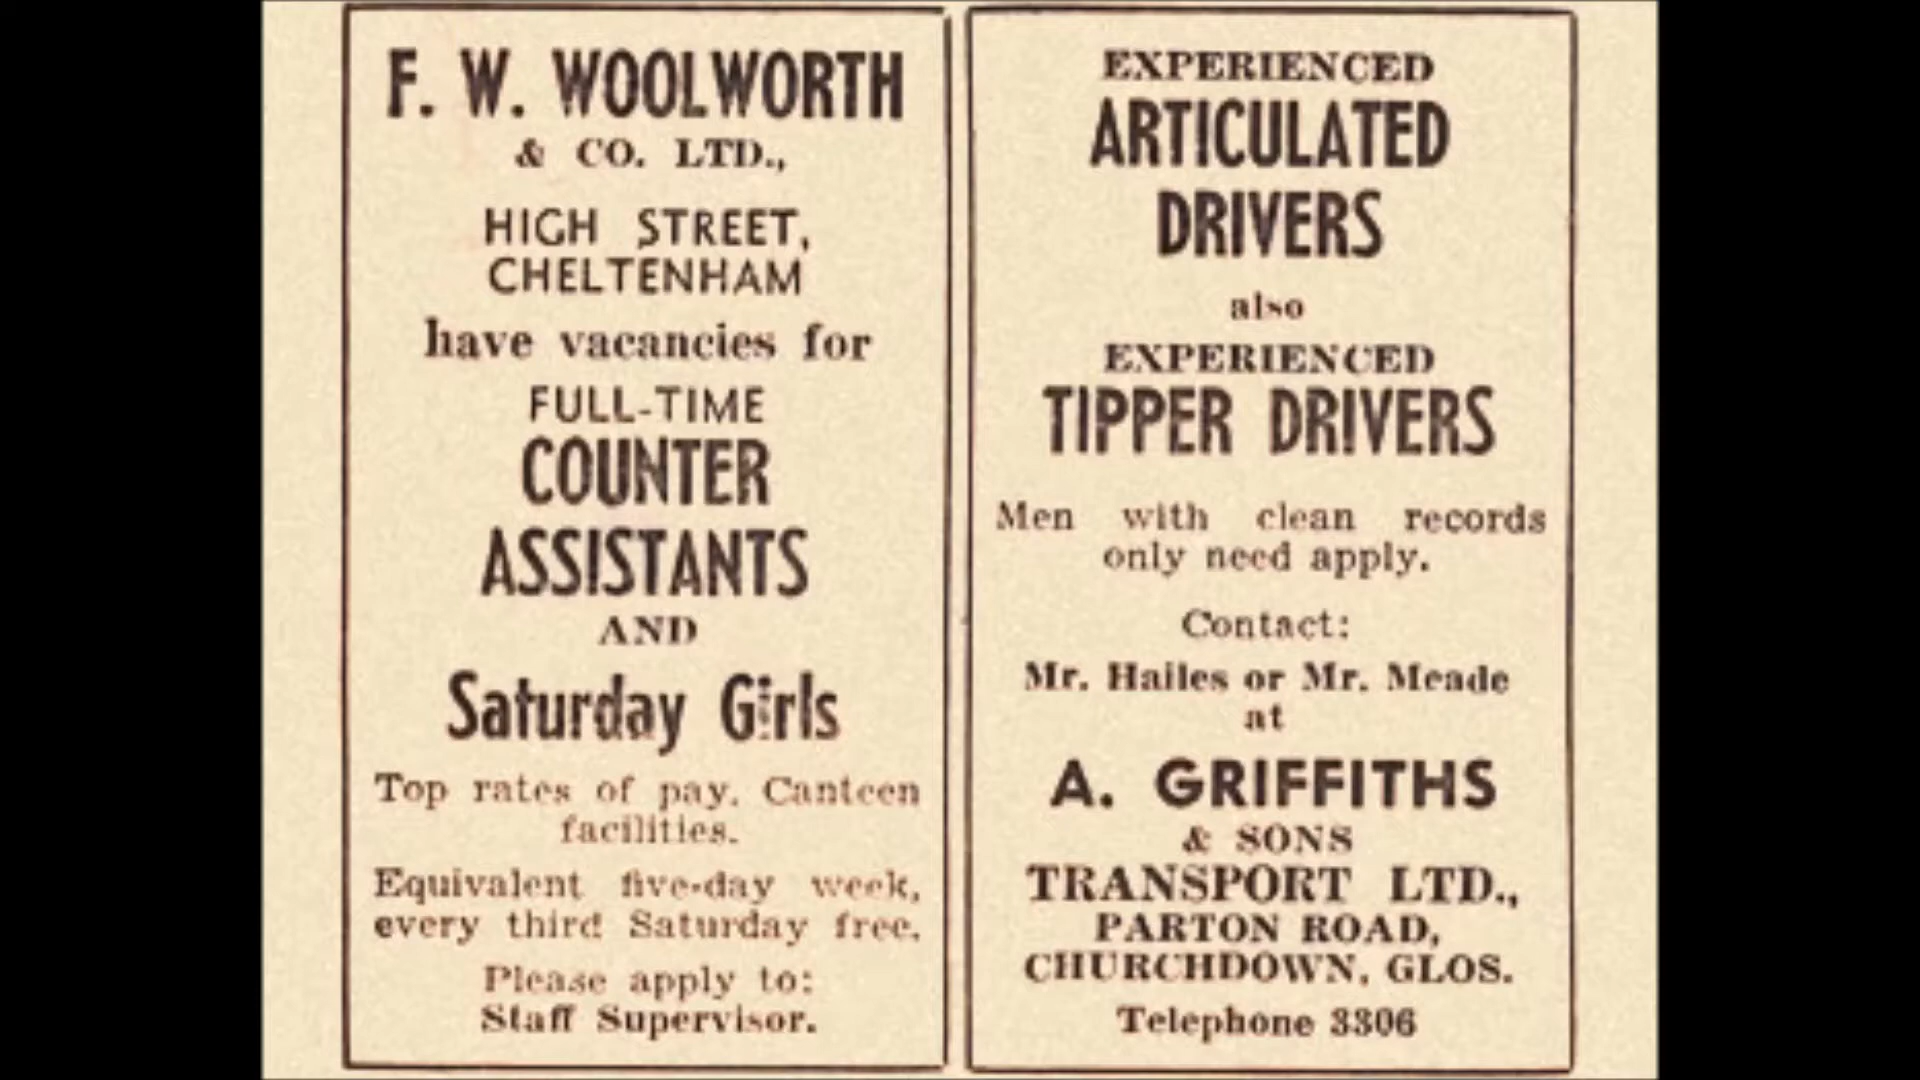 F. W. WOOLWORTH
& CO. LTD.,
HIGH STREET,
CHELTENHAM
have vacancies for
FULL-TIME
COUNTER
ASSISTANTS
AND
Saturday Girls
Top rates of pay. Canteen
facilities.
Equivalent five-day week,
every third Saturday free.
Please apply to:
Staff Supervisor.
EXPERIENCED
ARTICULATED
DRIVERS
also
EXPERIENCED
TIPPER DRIVERS
Men with clean records
only need apply.
Contact:
Mr. Hailes or Mr. Meade
at
A. GRIFFITHS
& SONS
TRANSPORT LTD.,
PARTON ROAD,
CHURCHDOWN, GLOS.
Telephone 3306